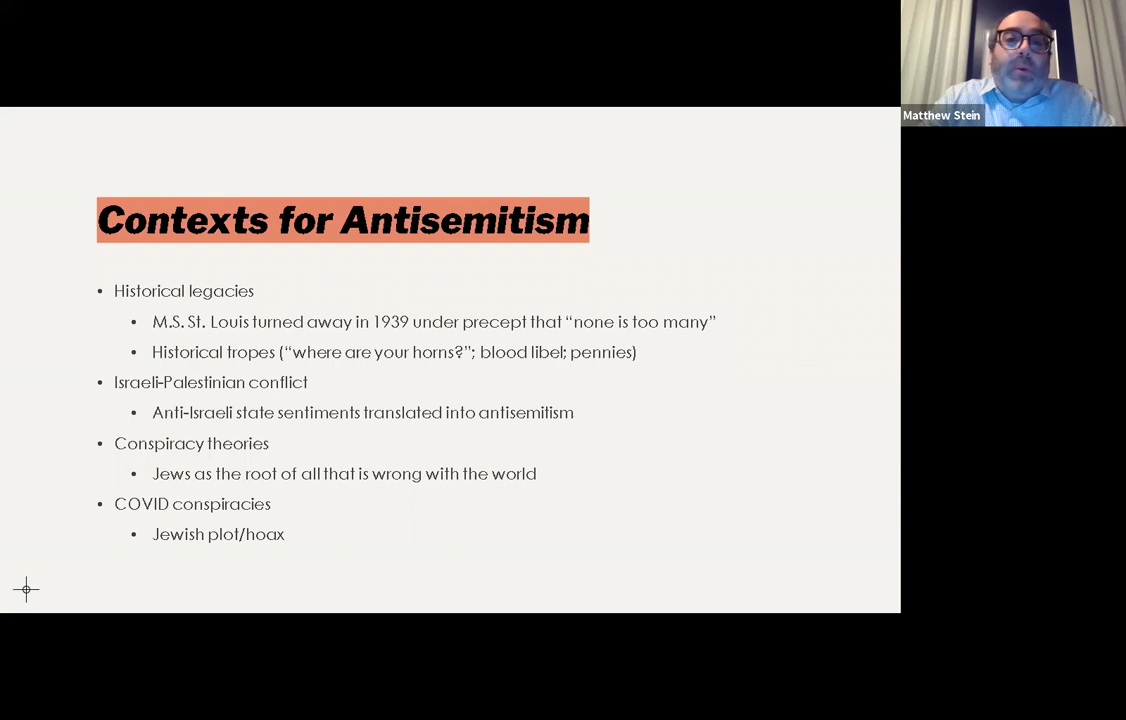 Matthew Stein
Contexts for Antisemitism
• Historical legacies
• M.S. St. Louis turned away in 1939 under precept that “none is too many”
• Historical tropes (“where are your horns?”; blood libel; pennies)
• Israeli-Palestinian conflict
• Anti-Israeli state sentiments translated into antisemitism
• Conspiracy theories
• Jews as the root of all that is wrong with the world
• COVID conspiracies
• Jewish plot/hoax